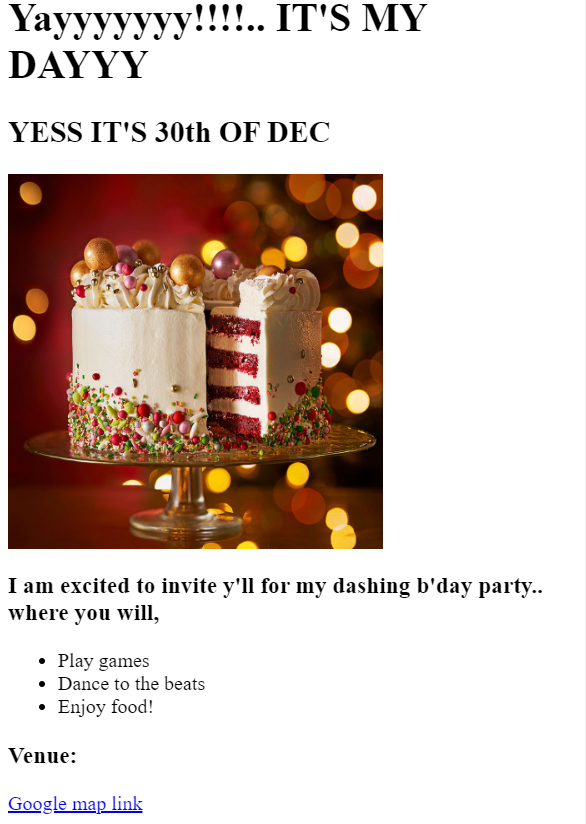 Yayyyyyyy!!!!.. IT'S MY
DAYYY
YESS IT'S 30th OF DEC
I am excited to invite y'll for my dashing b'day party..
where you will,
Play games
Dance to the beats
Enjoy food!
Venue:
Google map link